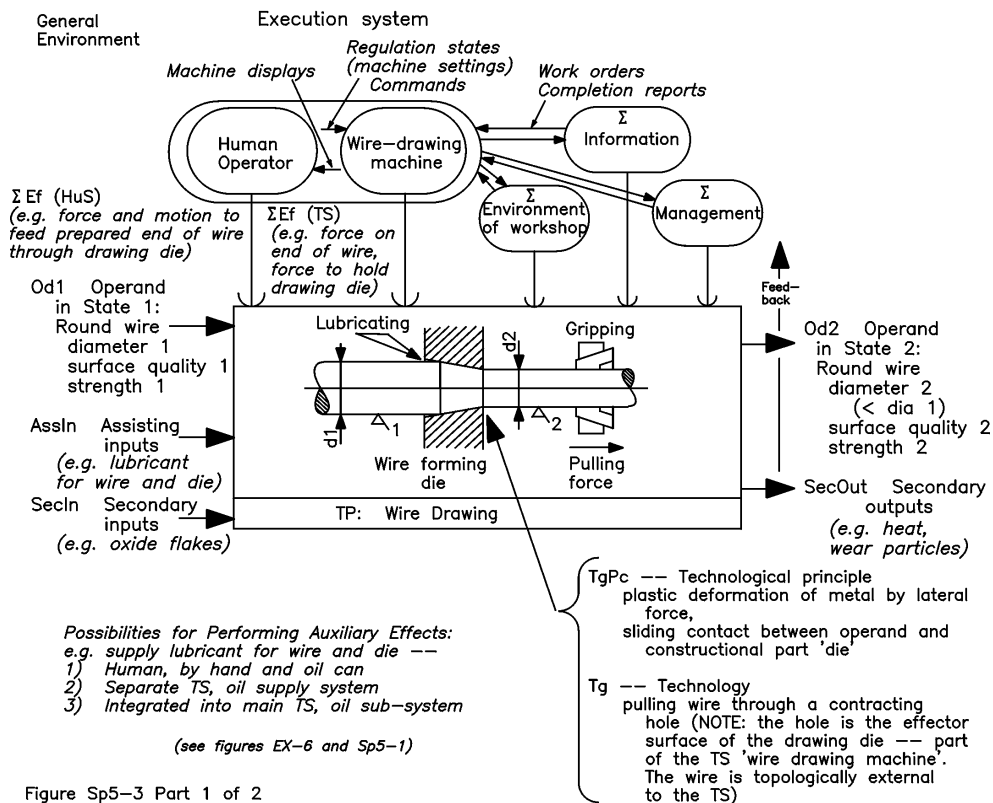 General
Environment
Execution system
Regulation states
(machine settings)
Commands
Machine displays
Work orders
Completion reports
Human
Operator
Wire-drawing
machine
Σ
Information
Σ
Environment
of workshop
Σ
Management
ΣEf (HuS)
(e.g. force and motion to
feed prepared end of wire
through drawing die)
ΣEf (TS)
(e.g. force on
end of wire,
force to hold
drawing die)
Feed-
back
Od1 Operand
in State 1:
Round wire
diameter 1
surface quality 1
strength 1
AssIn Assisting
inputs
(e.g. lubricant
for wire and die)
SecIn Secondary
inputs
(e.g. oxide flakes)
Lubricating
d2
Gripping
d1
1
2
Wire forming
die
Pulling
force
TP: Wire Drawing
Od2 Operand
in State 2:
Round wire
diameter 2
(< dia 1)
surface quality 2
strength 2
SecOut Secondary
outputs
(e.g. heat,
wear particles)
TgPc -- Technological principle
plastic deformation of metal by lateral
force,
sliding contact between operand and
constructional part 'die'
Tg -- Technology
pulling wire through a contracting
hole (NOTE: the hole is the effector
surface of the drawing die -- part
of the TS 'wire drawing machine'.
The wire is topologically external
to the TS)
Possibilities for Performing Auxiliary Effects:
e.g. supply lubricant for wire and die --
1) Human, by hand and oil can
2) Separate TS, oil supply system
3) Integrated into main TS, oil sub-system
(see figures EX-6 and Sp5-1)
Figure Sp5-3 Part 1 of 2